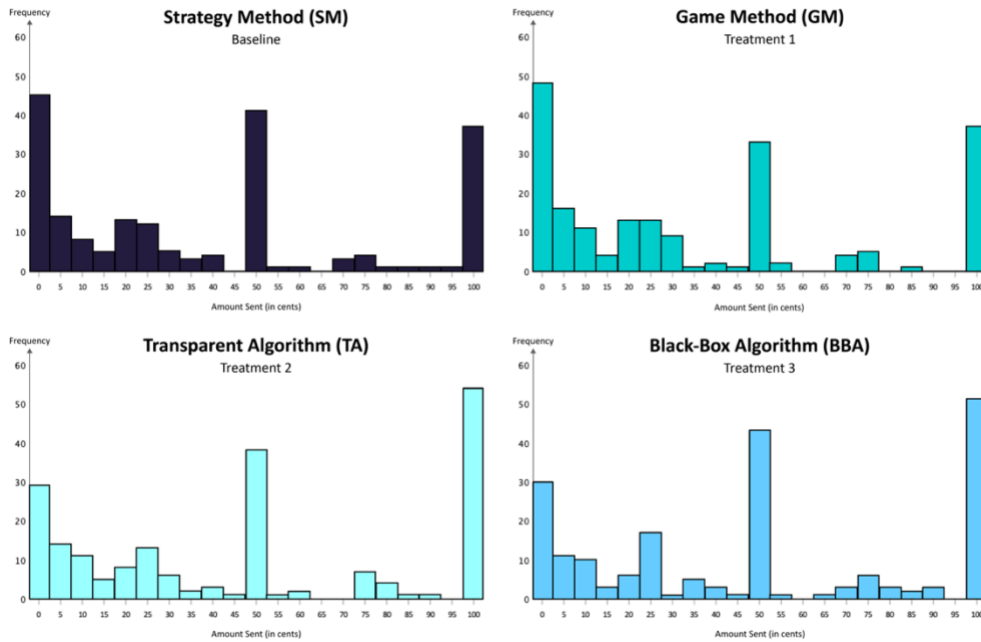 Frequency
Strategy Method (SM)
Baseline
60
50
40
30
20
10
0
0 5 10 15 20 25 30 35 40 45 50 55 60 65 70 75 80 85 90 95 100
Amount Sent (in cents)
Frequency
Game Method (GM)
Treatment 1
60
50
40
30
20
10
0
0 5 10 15 20 25 30 35 40 45 50 55 60 65 70 75 80 85 90 95 100
Amount Sent (in cents)
Frequency
Transparent Algorithm (TA)
Treatment 2
60
50
40
30
20
10
0
0 5 10 15 20 25 30 35 40 45 50 55 60 65 70 75 80 85 90 95 100
Amount Sent (in cents)
Frequency
Black-Box Algorithm (BBA)
Treatment 3
60
50
40
30
20
10
0
0 5 10 15 20 25 30 35 40 45 50 55 60 65 70 75 80 85 90 95 100
Amount Sent (in cents)